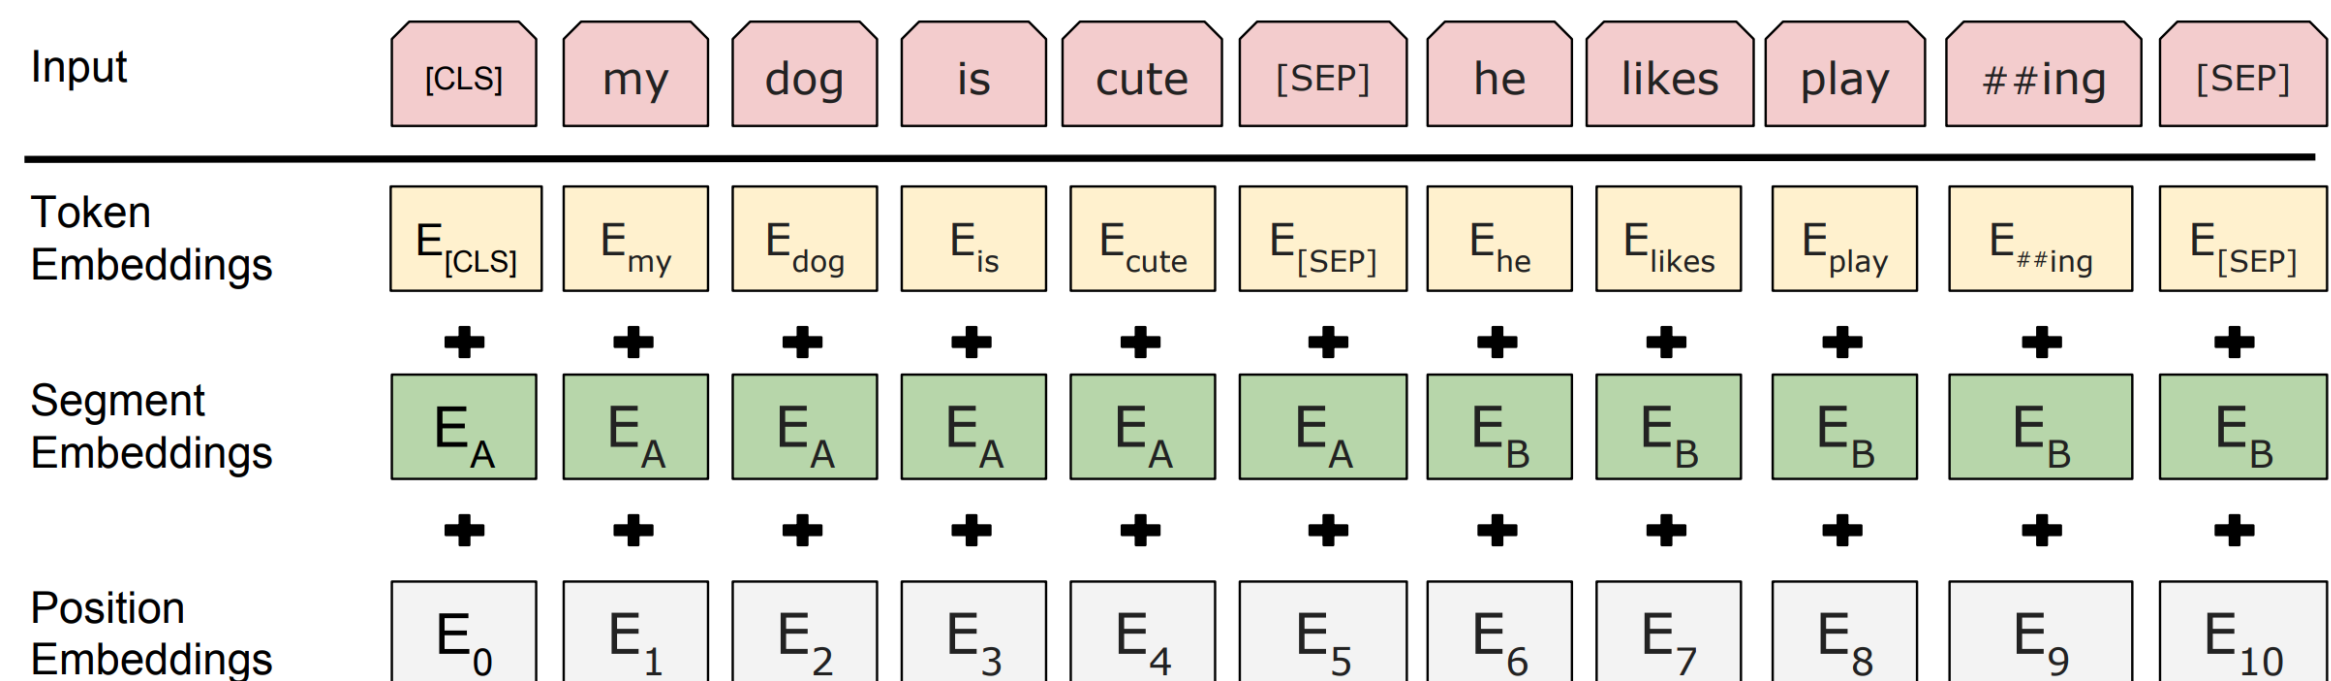 Input [CLS] my dog is cute [SEP] he likes play ##ing [SEP]
Token Embeddings E[CLS] Emy Edog Eis Ecute E[SEP] Ehe Elikes Eplay E##ing E[SEP]
+ + + + + + + + + + +
Segment Embeddings EA EA EA EA EA EA EB EB EB EB EB
+ + + + + + + + + + +
Position Embeddings E0 E1 E2 E3 E4 E5 E6 E7 E8 E9 E10